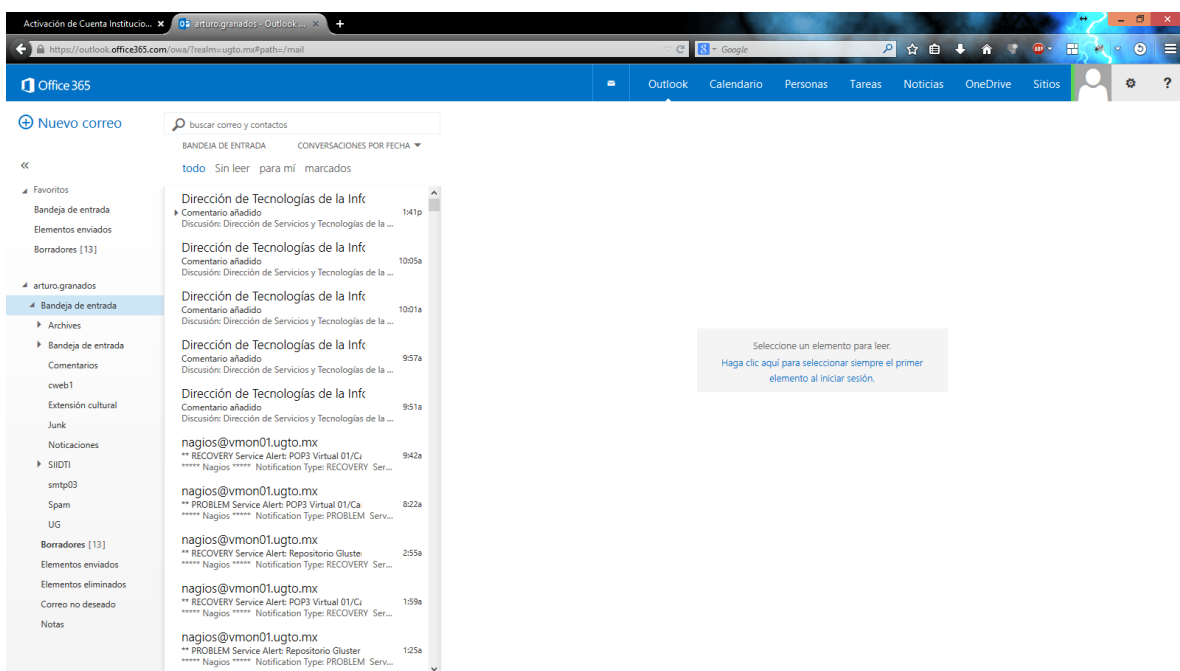 Activación de Cuenta Institucio...
arturo.granados - Outlook ...
https://outlook.office365.com/owa/?realm=ugto.mx#path=/mail
Google
Office 365
Outlook Calendario Personas Tareas Noticias OneDrive Sitios ?
Nuevo correo
buscar correo y contactos
BANDEJA DE ENTRADA CONVERSACIONES POR FECHA
todo Sin leer para mí marcados
Favoritos
Bandeja de entrada
Elementos enviados
Borradores [13]
arturo.granados
Bandeja de entrada
Archives
Bandeja de entrada
Comentarios
cweb1
Extensión cultural
Junk
Noticaciones
SIIDTI
smtp03
Spam
UG
Borradores [13]
Elementos enviados
Elementos eliminados
Correo no deseado
Notas
Dirección de Tecnologías de la Info
Comentario añadido 1:41p
Discusión: Dirección de Servicios y Tecnologías de la ...
Dirección de Tecnologías de la Info
Comentario añadido 10:05a
Discusión: Dirección de Servicios y Tecnologías de la ...
Dirección de Tecnologías de la Info
Comentario añadido 10:01a
Discusión: Dirección de Servicios y Tecnologías de la ...
Dirección de Tecnologías de la Info
Comentario añadido 9:57a
Discusión: Dirección de Servicios y Tecnologías de la ...
Dirección de Tecnologías de la Info
Comentario añadido 9:51a
Discusión: Dirección de Servicios y Tecnologías de la ...
nagios@vmon01.ugto.mx
** RECOVERY Service Alert: POP3 Virtual 01/Ca 9:42a
***** Nagios ***** Notification Type: RECOVERY Ser...
nagios@vmon01.ugto.mx
** PROBLEM Service Alert: POP3 Virtual 01/Ca 8:22a
***** Nagios ***** Notification Type: PROBLEM Serv...
nagios@vmon01.ugto.mx
** RECOVERY Service Alert: Repositorio Gluste 2:55a
***** Nagios ***** Notification Type: RECOVERY Ser...
nagios@vmon01.ugto.mx
** RECOVERY Service Alert: POP3 Virtual 01/Ca 1:59a
***** Nagios ***** Notification Type: RECOVERY Ser...
nagios@vmon01.ugto.mx
** PROBLEM Service Alert: Repositorio Gluster 1:25a
***** Nagios ***** Notification Type: PROBLEM Serv...
Seleccione un elemento para leer.
Haga clic aquí para seleccionar siempre el primer
elemento al iniciar sesión.